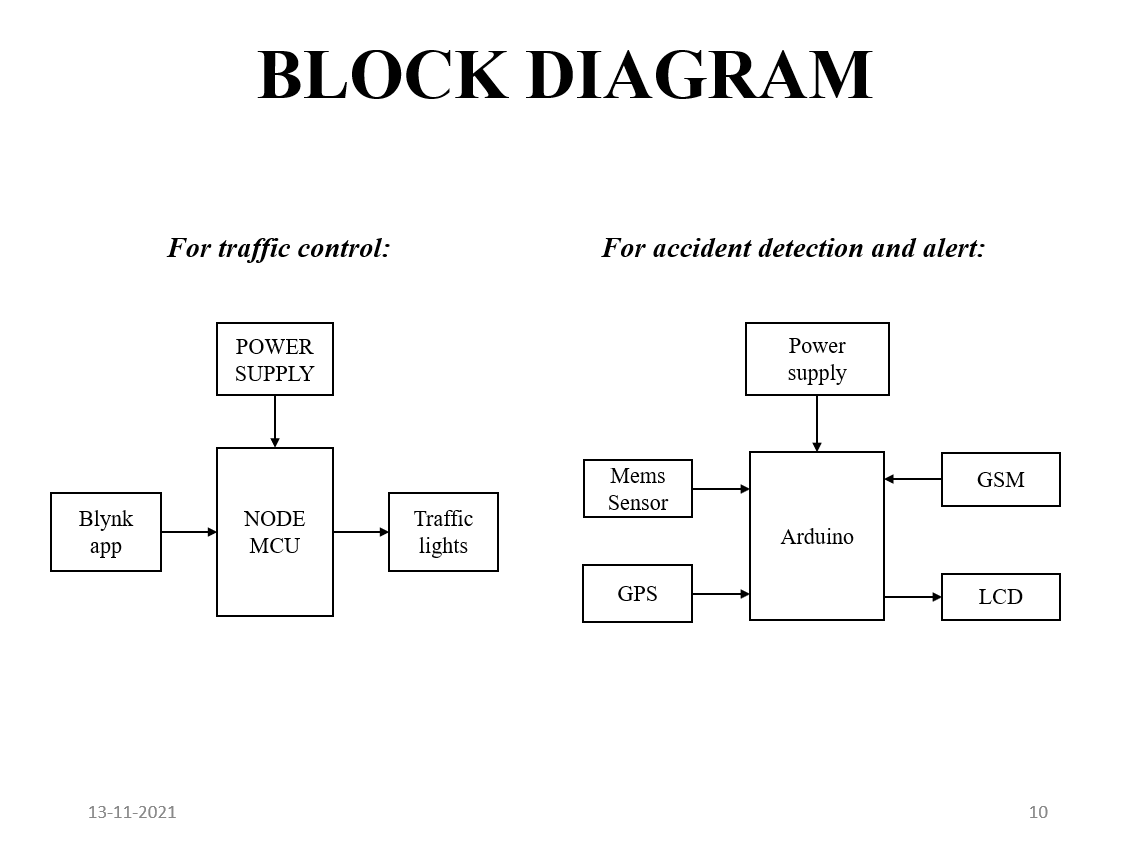 BLOCK DIAGRAM
For traffic control:
POWER
SUPPLY
Blynk
app
NODE
MCU
Traffic
lights
For accident detection and alert:
Power
supply
Mems
Sensor
GPS
Arduino
GSM
LCD
13-11-2021
10